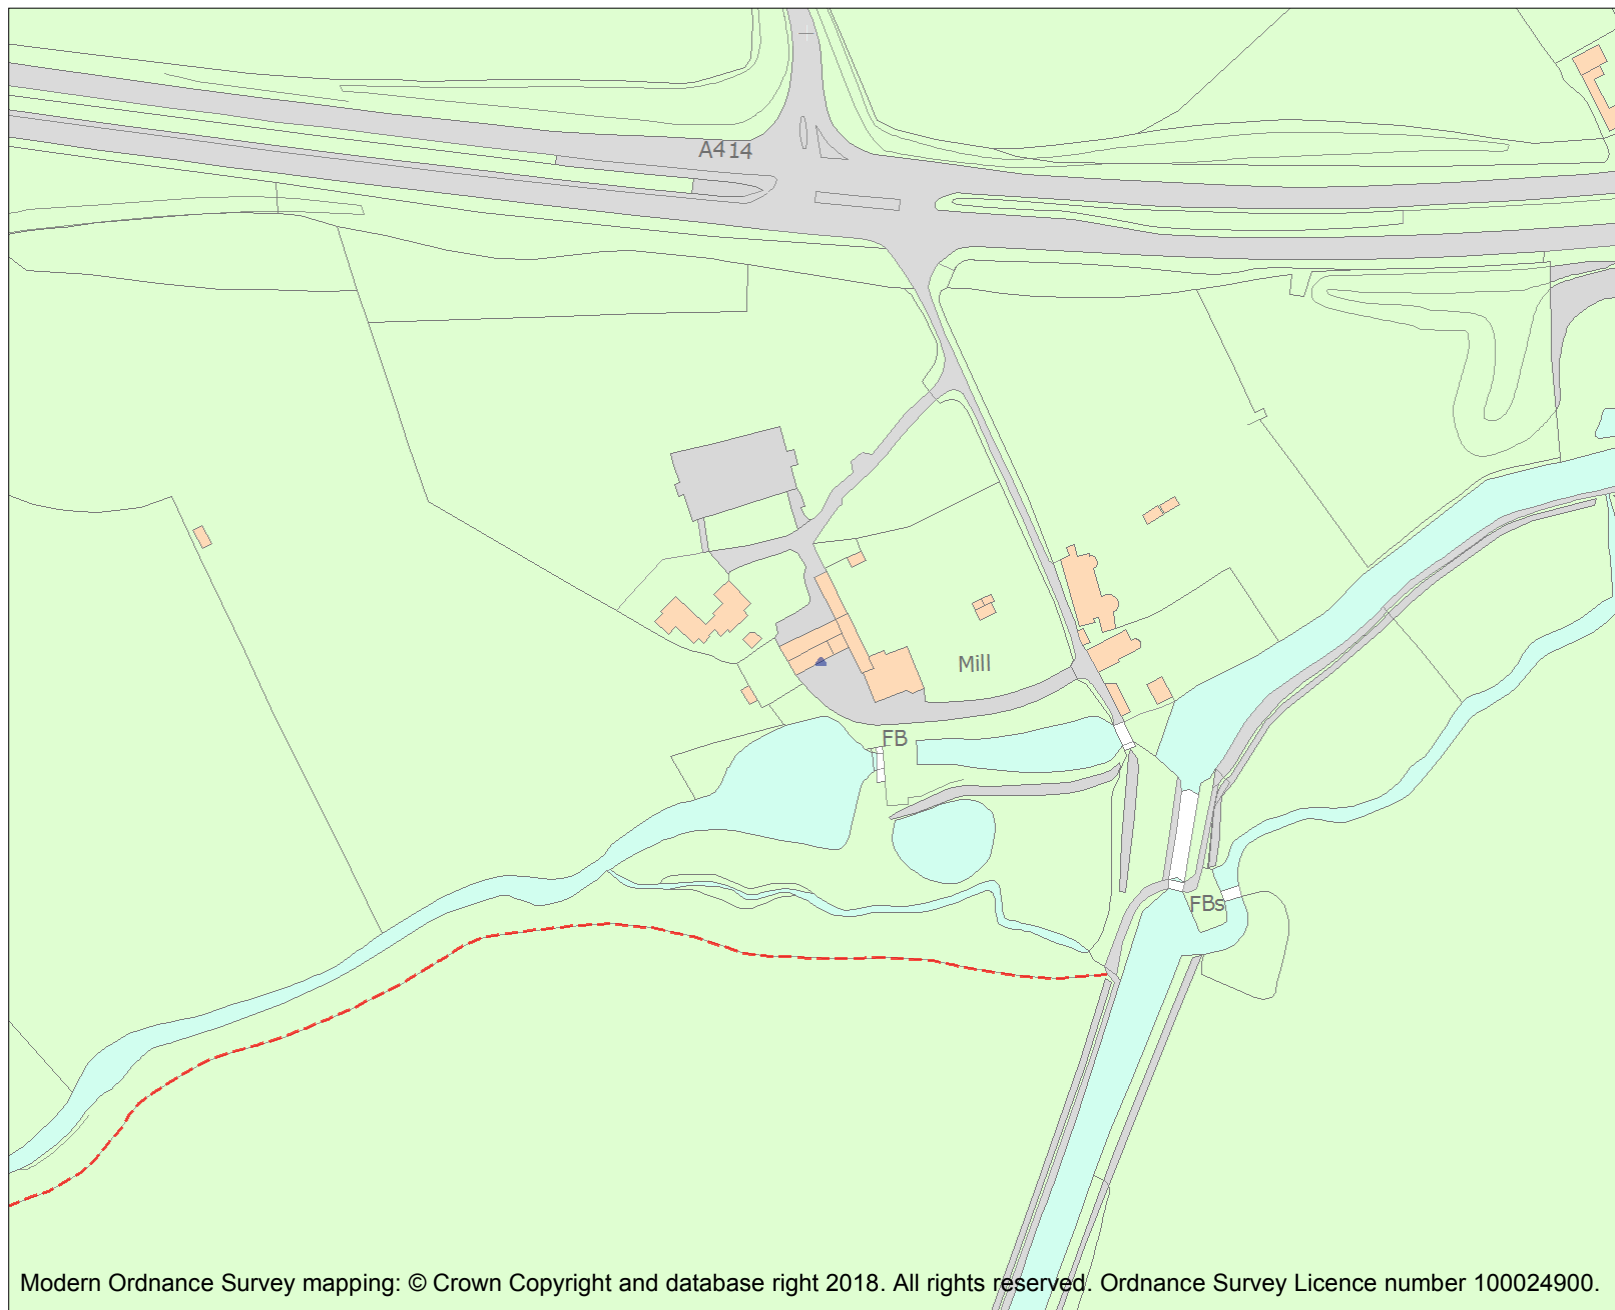 A414
Mill
FB
FBs
Modern Ordnance Survey mapping: © Crown Copyright and database right 2018. All rights reserved. Ordnance Survey Licence number 100024900.